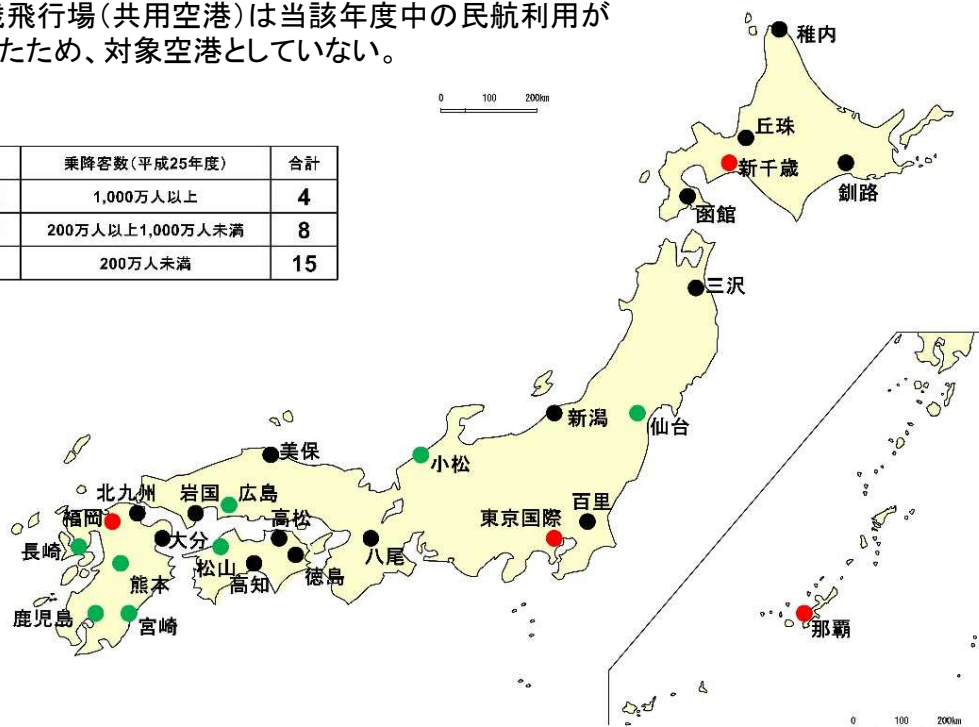 飛行場（共用空港）は当該年度中の民航利用が
たため、対象空港としていない。
0 100 200km
乗降客数（平成25年度） 合計
1,000万人以上 4
200万人以上1,000万人未満 8
200万人未満 15
稚内
丘珠
新千歳
釧路
函館
三沢
新潟
仙台
小松
美保
北九州
岩国
広島
福岡
高松
東京国際
百里
長崎
大分
松山
高知
徳島
八尾
熊本
鹿児島
宮崎
那覇
0 100 200km